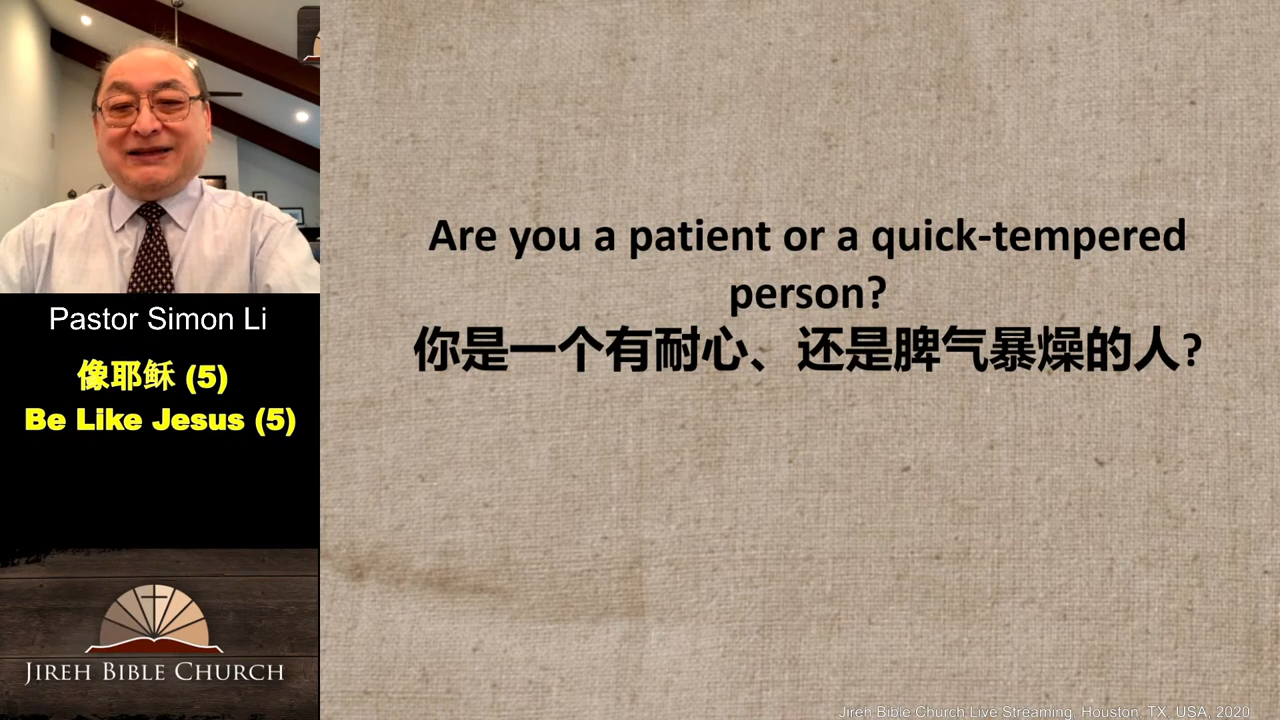 Pastor Simon Li
像耶稣 (5)
Be Like Jesus (5)
JIREH BIBLE CHURCH
Are you a patient or a quick-tempered
person?
你是一个有耐心、还是脾气暴燥的人?
Jireh Bible Church Live Streaming, Houston, TX, USA, 2020